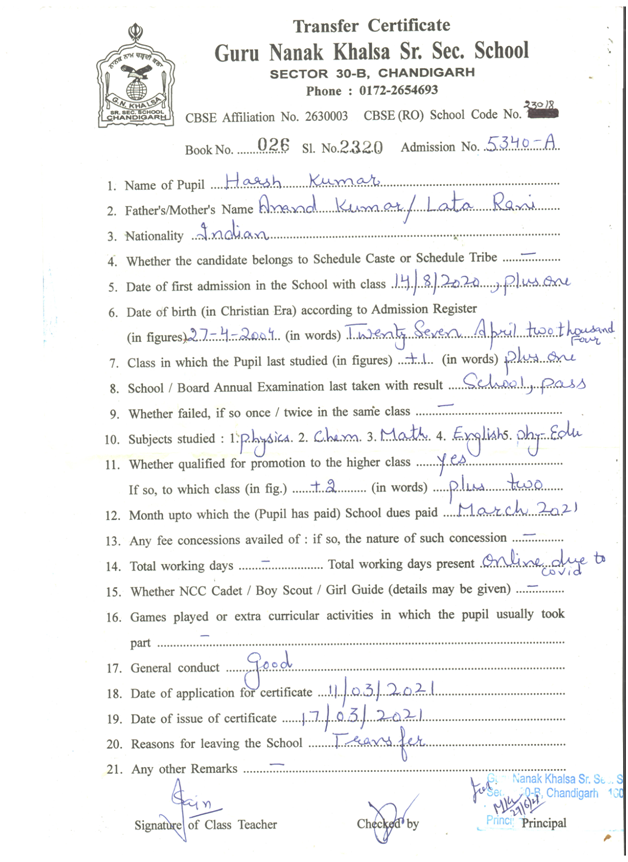 Transfer Certificate
Guru Nanak Khalsa Sr. Sec. School
SECTOR 30-B, CHANDIGARH
Phone : 0172-2654693
G.N. KHALSA
SR. SEC. SCHOOL
CHANDIGARH
CBSE Affiliation No. 2630003 CBSE (RO) School Code No. 23018
Book No. 026 Sl. No. 2320 Admission No. 5340-A
1. Name of Pupil Harsh Kumar
2. Father's/Mother's Name Anand Kumar/ Lata Rani
3. Nationality Indian
4. Whether the candidate belongs to Schedule Caste or Schedule Tribe —
5. Date of first admission in the School with class 14/8/2020, plus one
6. Date of birth (in Christian Era) according to Admission Register
(in figures) 27-4-2004 (in words) Twenty Seven April two thousand Four
7. Class in which the Pupil last studied (in figures) +1 (in words) plus one
8. School / Board Annual Examination last taken with result School, pass
9. Whether failed, if so once / twice in the same class —
10. Subjects studied : 1. Physics 2. Chem 3. Math 4. English 5. Phy. Edu
11. Whether qualified for promotion to the higher class yes
If so, to which class (in fig.) +2 (in words) plus two
12. Month upto which the (Pupil has paid) School dues paid March 2021
13. Any fee concessions availed of : if so, the nature of such concession —
14. Total working days — Total working days present Online due to Covid
15. Whether NCC Cadet / Boy Scout / Girl Guide (details may be given) —
16. Games played or extra curricular activities in which the pupil usually took
part —
17. General conduct good
18. Date of application for certificate 11/03/2021
19. Date of issue of certificate 17/03/2021
20. Reasons for leaving the School Transfer
21. Any other Remarks —
Nanak Khalsa Sr.
30-B, Chandigarh
Signature of Class Teacher Checked by Principal